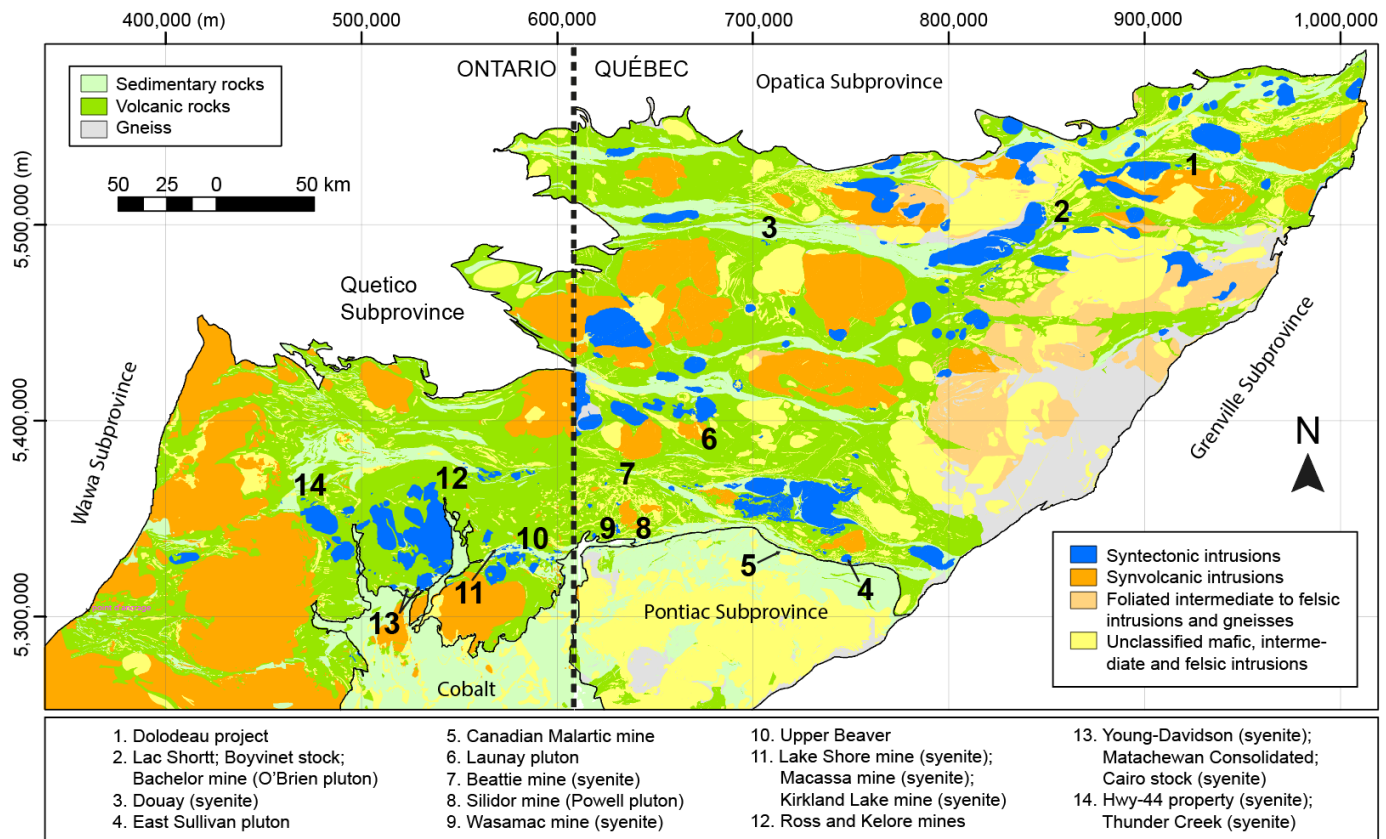 400,000 (m)
500,000
600,000
700,000
800,000
900,000
1,000,000
5,500,000 (m)
5,400,000
5,300,000
Sedimentary rocks
Volcanic rocks
Gneiss
50 25 0 50 km
ONTARIO
QUÉBEC
Opatica Subprovince
Quetico
Subprovince
Wawa Subprovince
Grenville Subprovince
Pontiac Subprovince
Cobalt
N
1
2
3
6
7
14
12
10
9
8
5
4
11
13
Syntectonic intrusions
Synvolcanic intrusions
Foliated intermediate to felsic
intrusions and gneisses
Unclassified mafic, interme-
diate and felsic intrusions
1. Dolodeau project
2. Lac Shortt; Boyvinet stock;
Bachelor mine (O'Brien pluton)
3. Douay (syenite)
4. East Sullivan pluton
5. Canadian Malartic mine
6. Launay pluton
7. Beattie mine (syenite)
8. Silidor mine (Powell pluton)
9. Wasamac mine (syenite)
10. Upper Beaver
11. Lake Shore mine (syenite);
Macassa mine (syenite);
Kirkland Lake mine (syenite)
12. Ross and Kelore mines
13. Young-Davidson (syenite);
Matachewan Consolidated;
Cairo stock (syenite)
14. Hwy-44 property (syenite);
Thunder Creek (syenite)